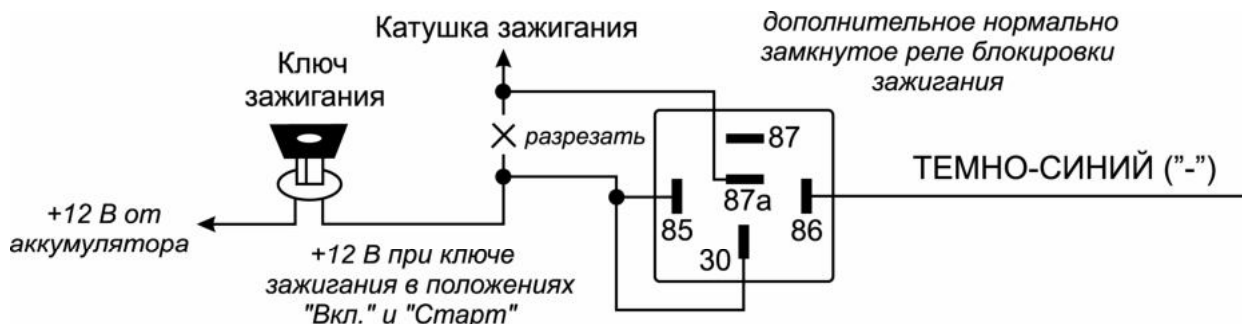 Катушка зажигания
дополнительное нормально
замкнутое реле блокировки
зажигания
Ключ
зажигания
разрезать
87
87а
85
86
30
ТЕМНО-СИНИЙ ("-")
+12 В от
аккумулятора
+12 В при ключе
зажигания в положениях
"Вкл." и "Старт"